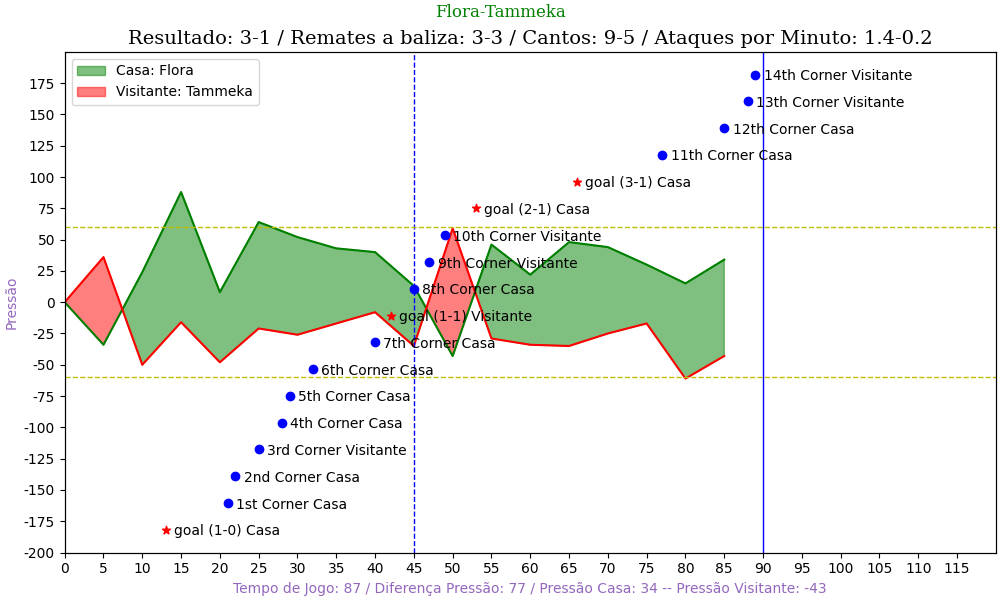 Flora-Tammeka
Resultado: 3-1 / Remates a baliza: 3-3 / Cantos: 9-5 / Ataques por Minuto: 1.4-0.2
Casa: Flora
Visitante: Tammeka
Pressão
175
150
125
100
75
50
25
0
-25
-50
-75
-100
-125
-150
-175
-200
14th Corner Visitante
13th Corner Visitante
12th Corner Casa
11th Corner Casa
goal (3-1) Casa
goal (2-1) Casa
10th Corner Visitante
9th Corner Visitante
8th Corner Casa
goal (1-1) Visitante
7th Corner Casa
6th Corner Casa
5th Corner Casa
4th Corner Casa
3rd Corner Visitante
2nd Corner Casa
1st Corner Casa
goal (1-0) Casa
0 5 10 15 20 25 30 35 40 45 50 55 60 65 70 75 80 85 90 95 100 105 110 115
Tempo de Jogo: 87 / Diferença Pressão: 77 / Pressão Casa: 34 -- Pressão Visitante: -43